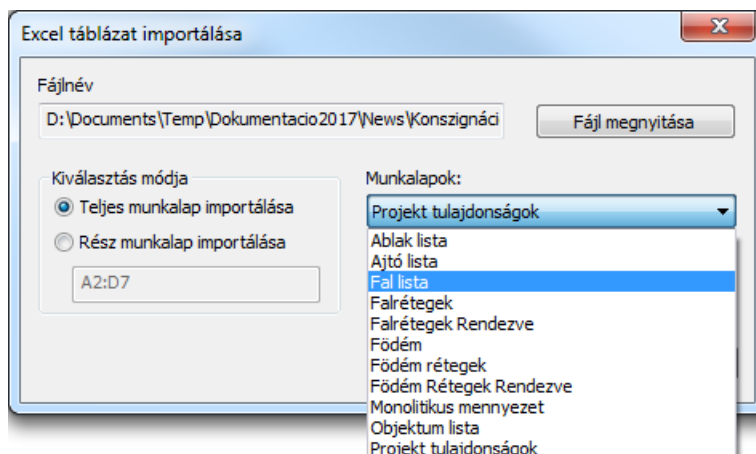 Excel táblázat importálása
Fájlnév
D:\Documents\Temp\Dokumentacio2017\News\Konszignáci
Fájl megnyitása
Kiválasztás módja
Teljes munkalap importálása
Rész munkalap importálása
A2:D7
Munkalapok:
Projekt tulajdonságok
Ablak lista
Ajtó lista
Fal lista
Falrétegek
Falrétegek Rendezve
Födém
Födém rétegek
Födém Rétegek Rendezve
Monolitikus mennyezet
Objektum lista
Projekt tulajdonságok